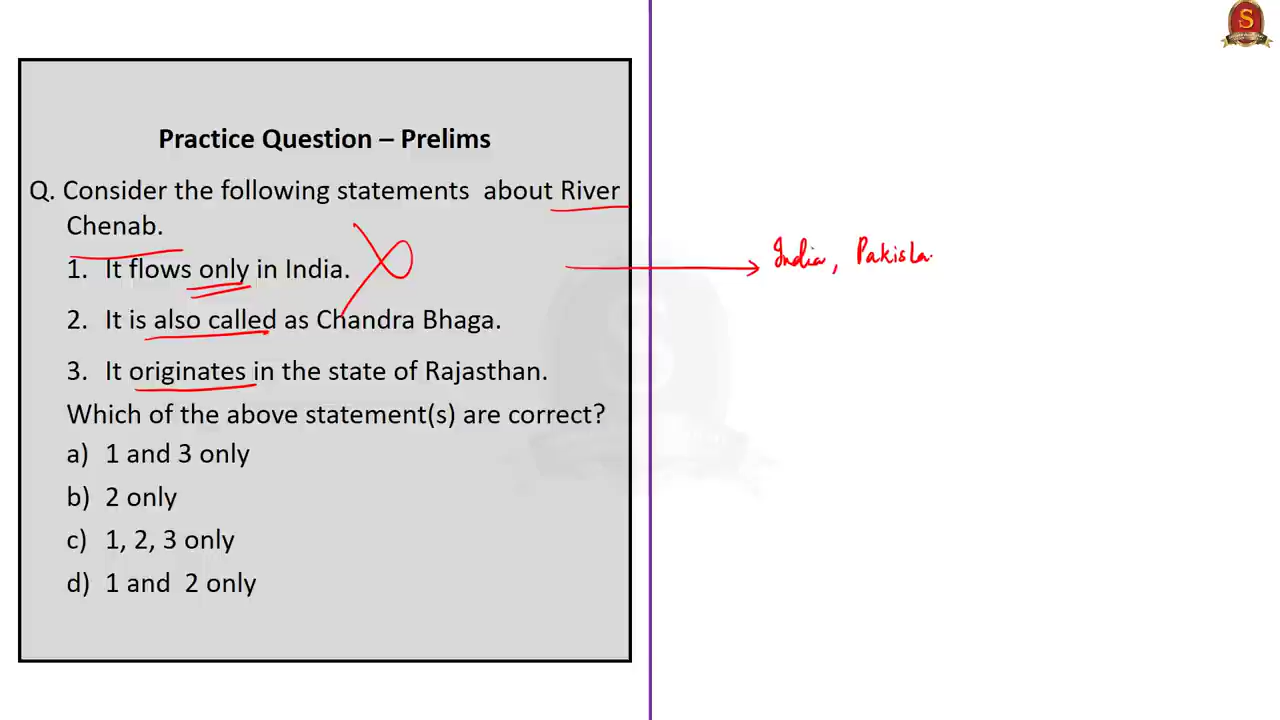 Practice Question – Prelims
Q. Consider the following statements about River
Chenab.
1. It flows only in India.
India, Pakista
2. It is also called as Chandra Bhaga.
3. It originates in the state of Rajasthan.
Which of the above statement(s) are correct?
a) 1 and 3 only
b) 2 only
c) 1, 2, 3 only
d) 1 and 2 only
S